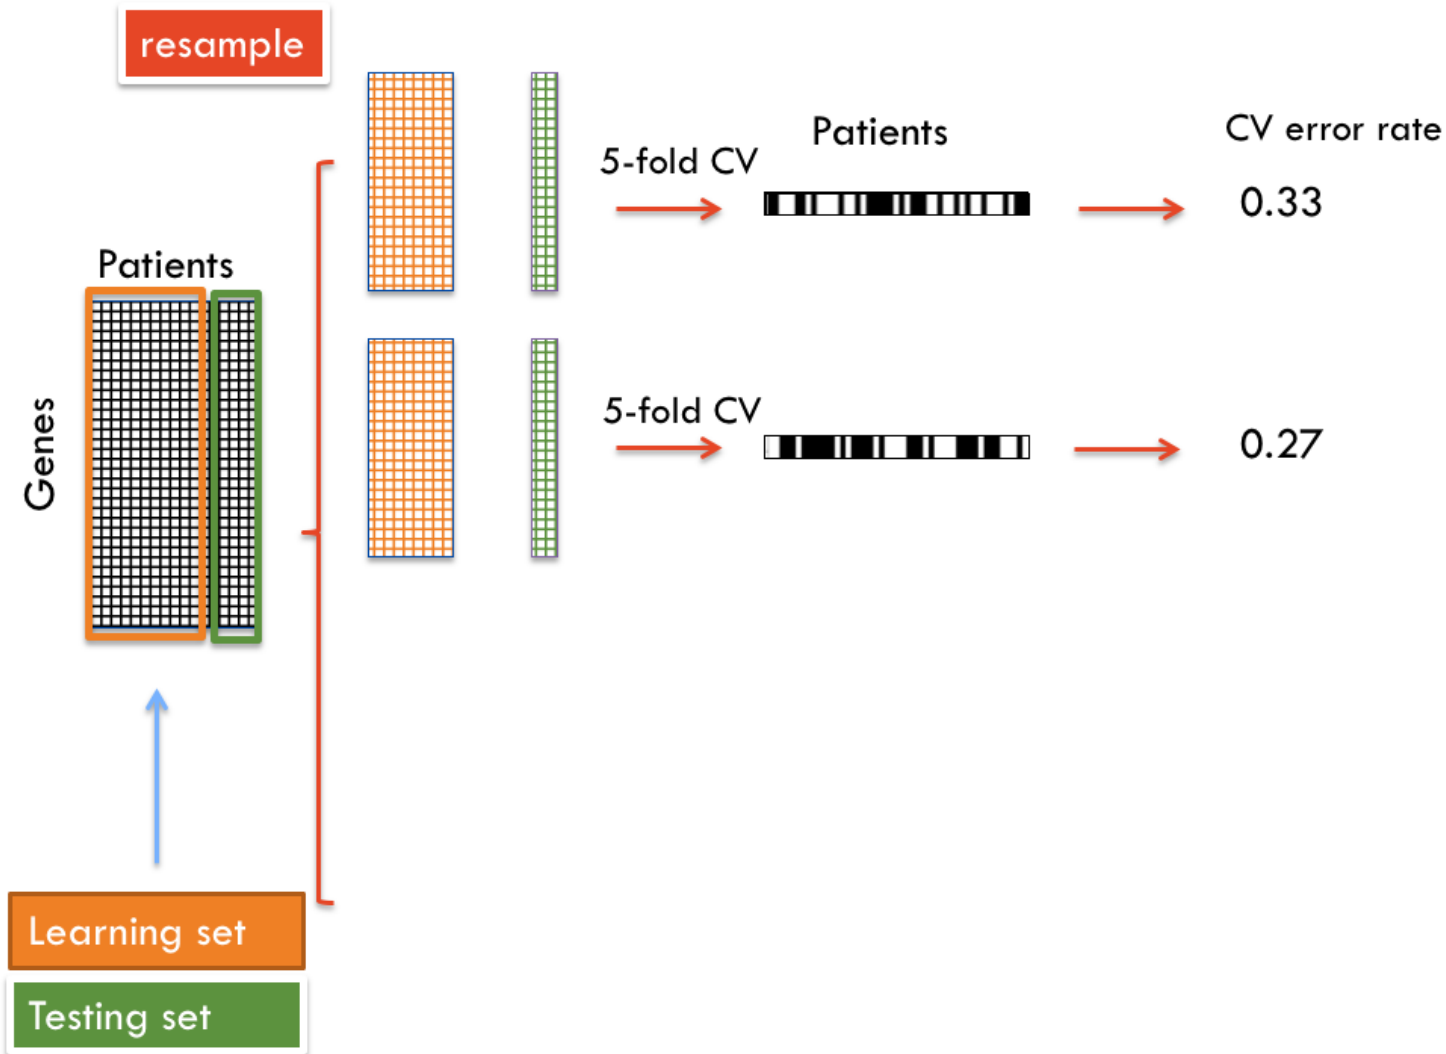 resample
Patients
CV error rate
5-fold CV
0.33
Patients
Genes
5-fold CV
0.27
Learning set
Testing set